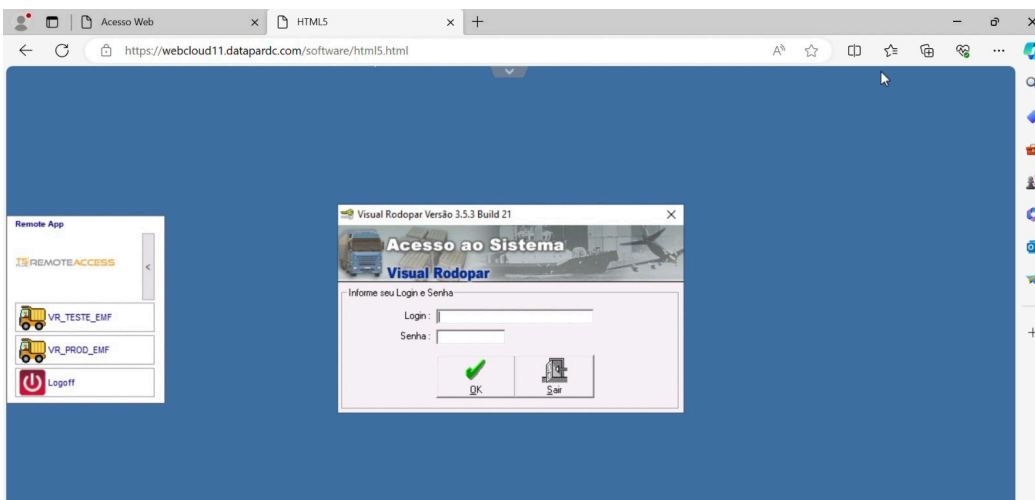 Acesso Web
HTML5
https://webcloud11.datapardc.com/software/html5.html
Remote App
REMOTEACCESS
<
VR_TESTE_EMF
VR_PROD_EMF
Logoff
Visual Rodopar Versão 3.5.3 Build 21
Acesso ao Sistema
Visual Rodopar
Informe seu Login e Senha
Login :
Senha :
OK
Sair